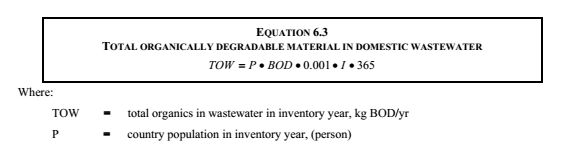 EQUATION 6.3
TOTAL ORGANICALLY DEGRADABLE MATERIAL IN DOMESTIC WASTEWATER
TOW = P • BOD • 0.001 • I • 365
Where:
TOW = total organics in wastewater in inventory year, kg BOD/yr
P = country population in inventory year, (person)